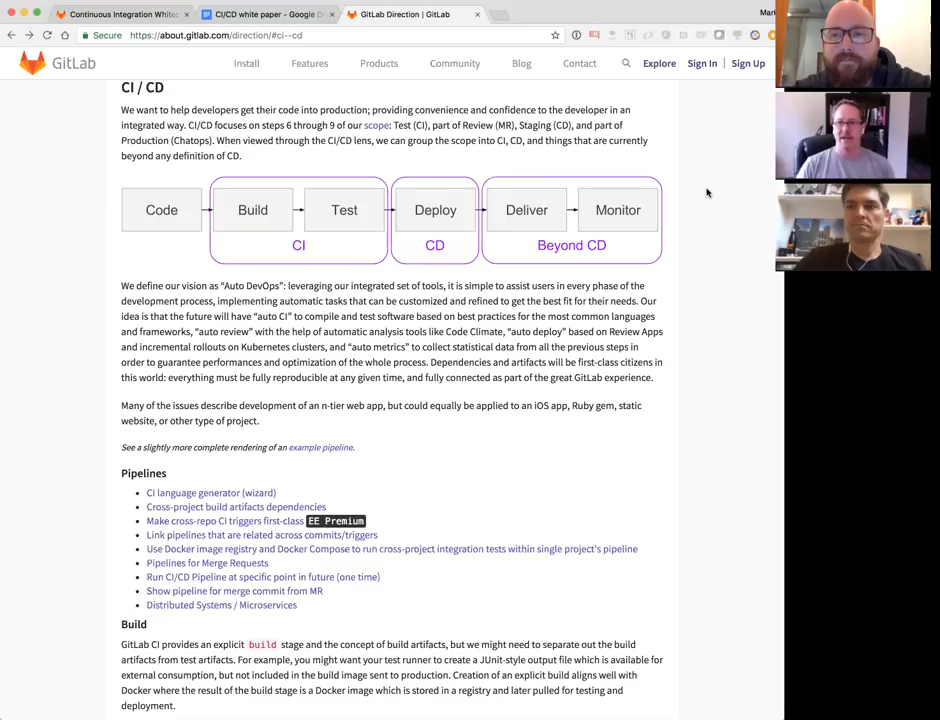 Continuous Integration Whitep
CI/CD white paper - Google D
GitLab Direction | GitLab
Mark
Secure
https://about.gitlab.com/direction/#ci--cd
GitLab
Install
Features
Products
Community
Blog
Contact
Explore
Sign In
Sign Up
CI / CD
We want to help developers get their code into production; providing convenience and confidence to the developer in an
integrated way. CI/CD focuses on steps 6 through 9 of our scope: Test (CI), part of Review (MR), Staging (CD), and part of
Production (Chatops). When viewed through the CI/CD lens, we can group the scope into CI, CD, and things that are currently
beyond any definition of CD.
Code
Build
Test
Deploy
Deliver
Monitor
CI
CD
Beyond CD
We define our vision as “Auto DevOps”: leveraging our integrated set of tools, it is simple to assist users in every phase of the
development process, implementing automatic tasks that can be customized and refined to get the best fit for their needs. Our
idea is that the future will have “auto CI” to compile and test software based on best practices for the most common languages
and frameworks, “auto review” with the help of automatic analysis tools like Code Climate, “auto deploy” based on Review Apps
and incremental rollouts on Kubernetes clusters, and “auto metrics” to collect statistical data from all the previous steps in
order to guarantee performances and optimization of the whole process. Dependencies and artifacts will be first-class citizens in
this world: everything must be fully reproducible at any given time, and fully connected as part of the great GitLab experience.
Many of the issues describe development of an n-tier web app, but could equally be applied to an iOS app, Ruby gem, static
website, or other type of project.
See a slightly more complete rendering of an example pipeline.
Pipelines
CI language generator (wizard)
Cross-project build artifacts dependencies
Make cross-repo CI triggers first-class EE Premium
Link pipelines that are related across commits/triggers
Use Docker image registry and Docker Compose to run cross-project integration tests within single project's pipeline
Pipelines for Merge Requests
Run CI/CD Pipeline at specific point in future (one time)
Show pipeline for merge commit from MR
Distributed Systems / Microservices
Build
GitLab CI provides an explicit build stage and the concept of build artifacts, but we might need to separate out the build
artifacts from test artifacts. For example, you might want your test runner to create a JUnit-style output file which is available for
external consumption, but not included in the build image sent to production. Creation of an explicit build aligns well with
Docker where the result of the build stage is a Docker image which is stored in a registry and later pulled for testing and
deployment.